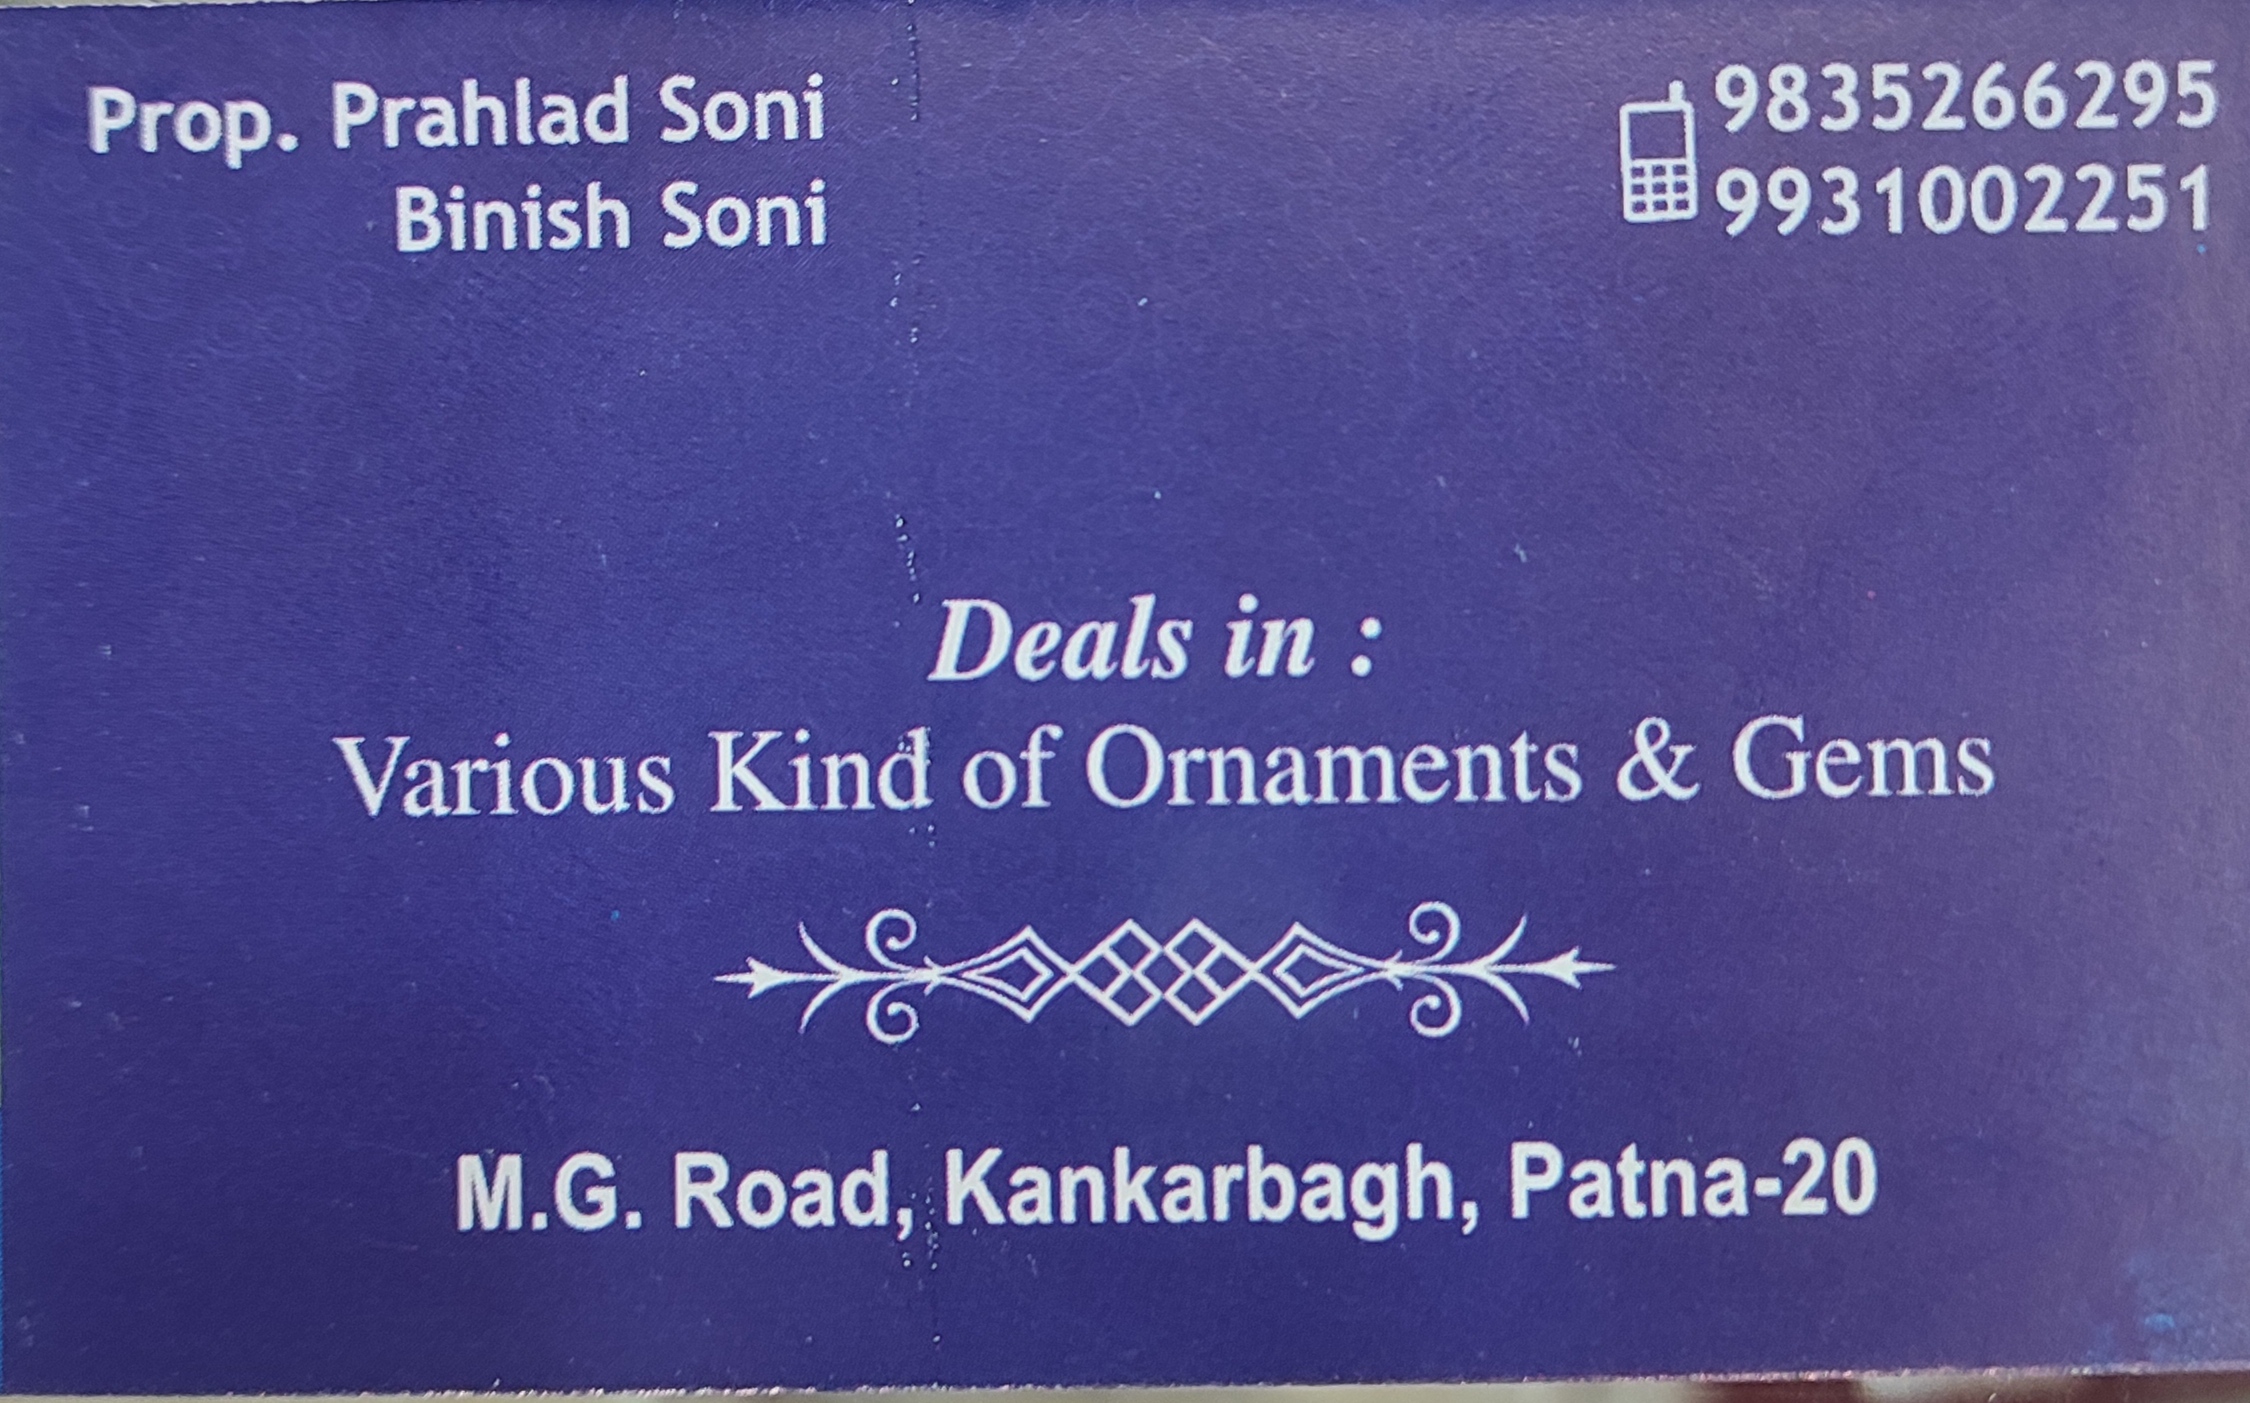 Prop. Prahlad Soni
Binish Soni
9835266295
9931002251
Deals in :
Various Kind of Ornaments & Gems
M.G. Road, Kankarbagh, Patna-20